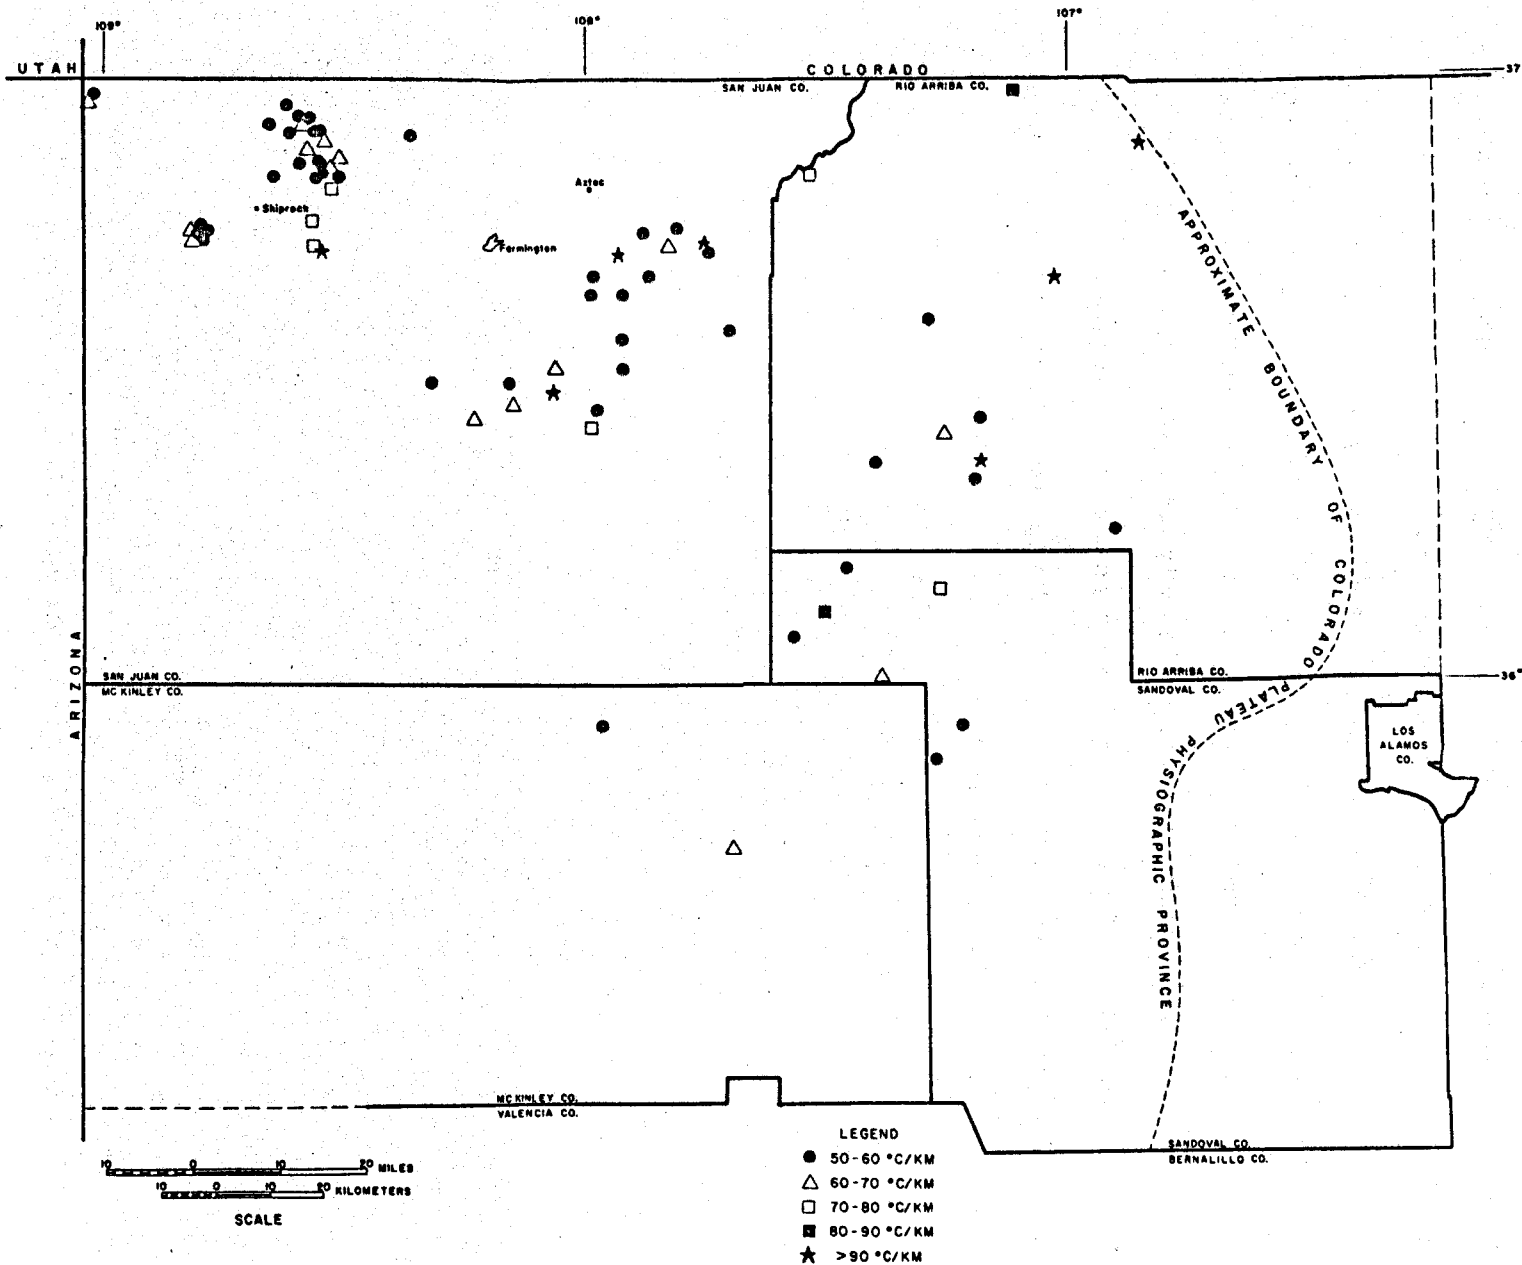 109°
108°
107°
UTAH
COLORADO
37
SAN JUAN CO.
RIO ARRIBA CO.
Aztec
Shiprock
Farmington
APPROXIMATE BOUNDARY OF COLORADO PLATEAU PHYSIOGRAPHIC PROVINCE
ARIZONA
SAN JUAN CO.
MC KINLEY CO.
RIO ARRIBA CO.
SANDOVAL CO.
36°
LOS
ALAMOS
CO.
MC KINLEY CO.
VALENCIA CO.
SANDOVAL CO.
BERNALILLO CO.
10 0 10 20 MILES
10 0 10 20 KILOMETERS
SCALE
LEGEND
50-60 °C/KM
60-70 °C/KM
70-80 °C/KM
80-90 °C/KM
>90 °C/KM